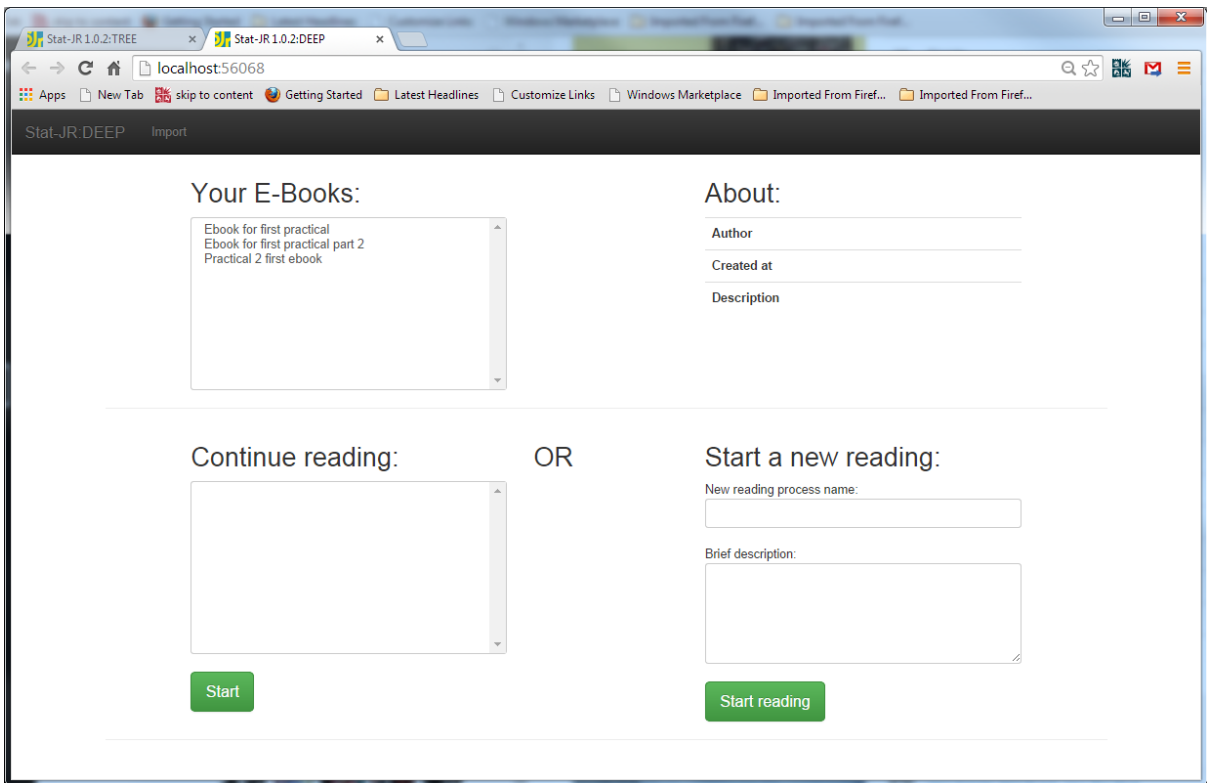 Stat-JR 1.0.2:TREE
Stat-JR 1.0.2:DEEP
localhost:56068
Apps New Tab skip to content Getting Started Latest Headlines Customize Links Windows Marketplace Imported From Firef... Imported From Firef...
Stat-JR:DEEP Import
Your E-Books:
Ebook for first practical
Ebook for first practical part 2
Practical 2 first ebook
About:
Author
Created at
Description
Continue reading:
OR
Start a new reading:
New reading process name:
Brief description:
Start
Start reading